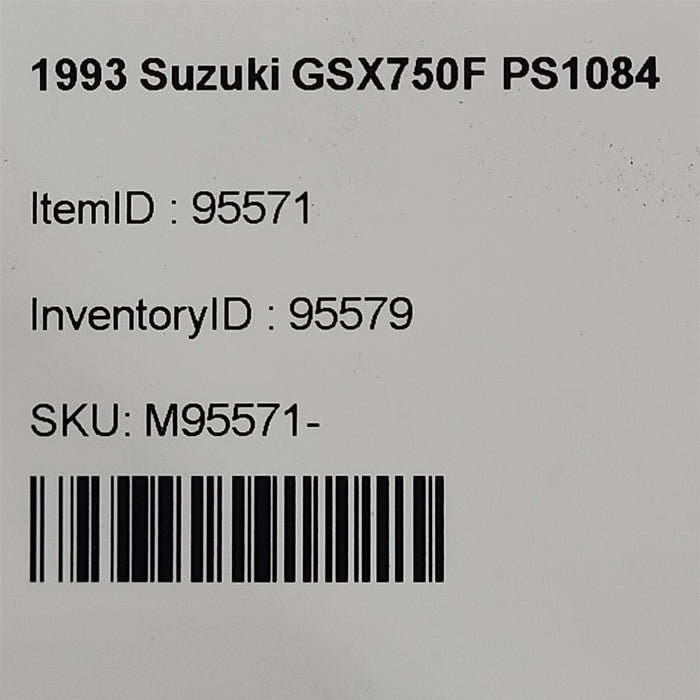 1993 Suzuki GSX750F PS1084
ItemID : 95571
InventoryID : 95579
SKU: M95571-